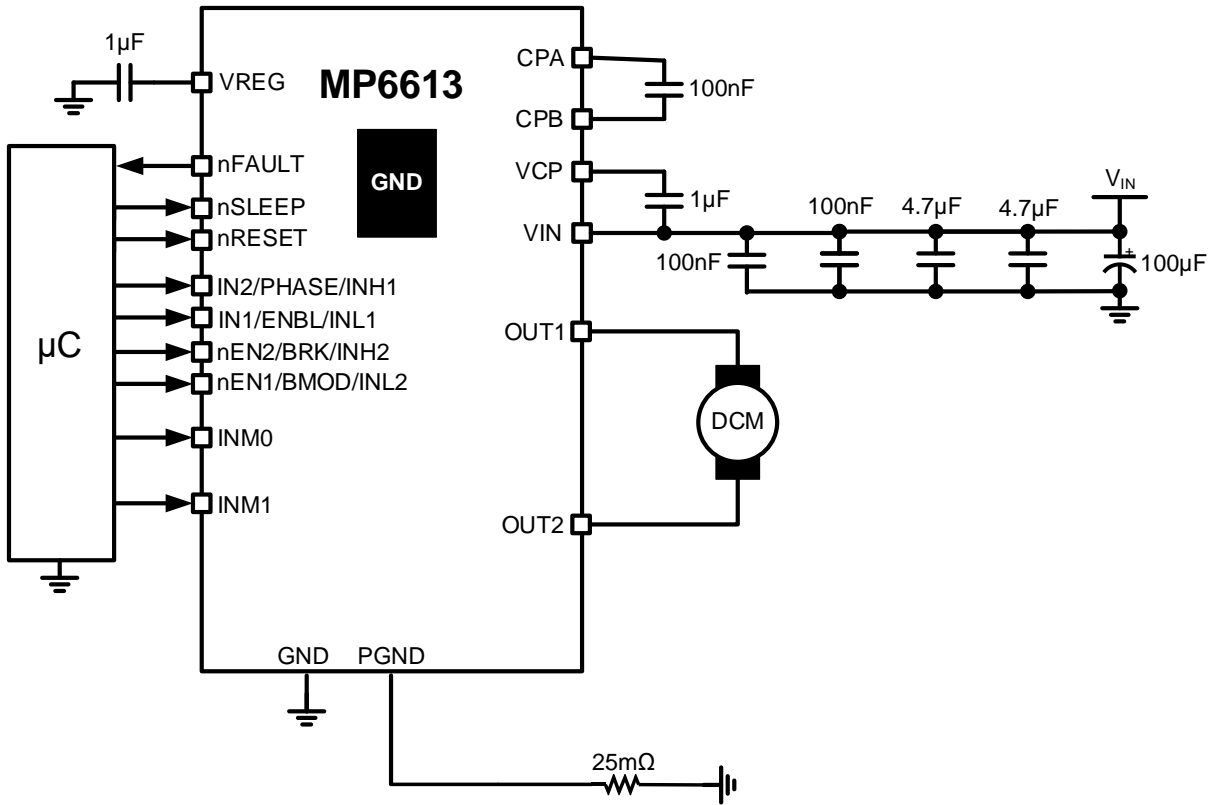 1µF
CPA
VREG
MP6613
100nF
CPB
nFAULT
VCP
GND
nSLEEP
1µF
VIN
nRESET
100nF
100nF
4.7µF
4.7µF
VIN
+
100µF
IN2/PHASE/INH1
IN1/ENBL/INL1
OUT1
µC
nEN2/BRK/INH2
nEN1/BMOD/INL2
DCM
INM0
INM1
OUT2
GND
PGND
25mΩ